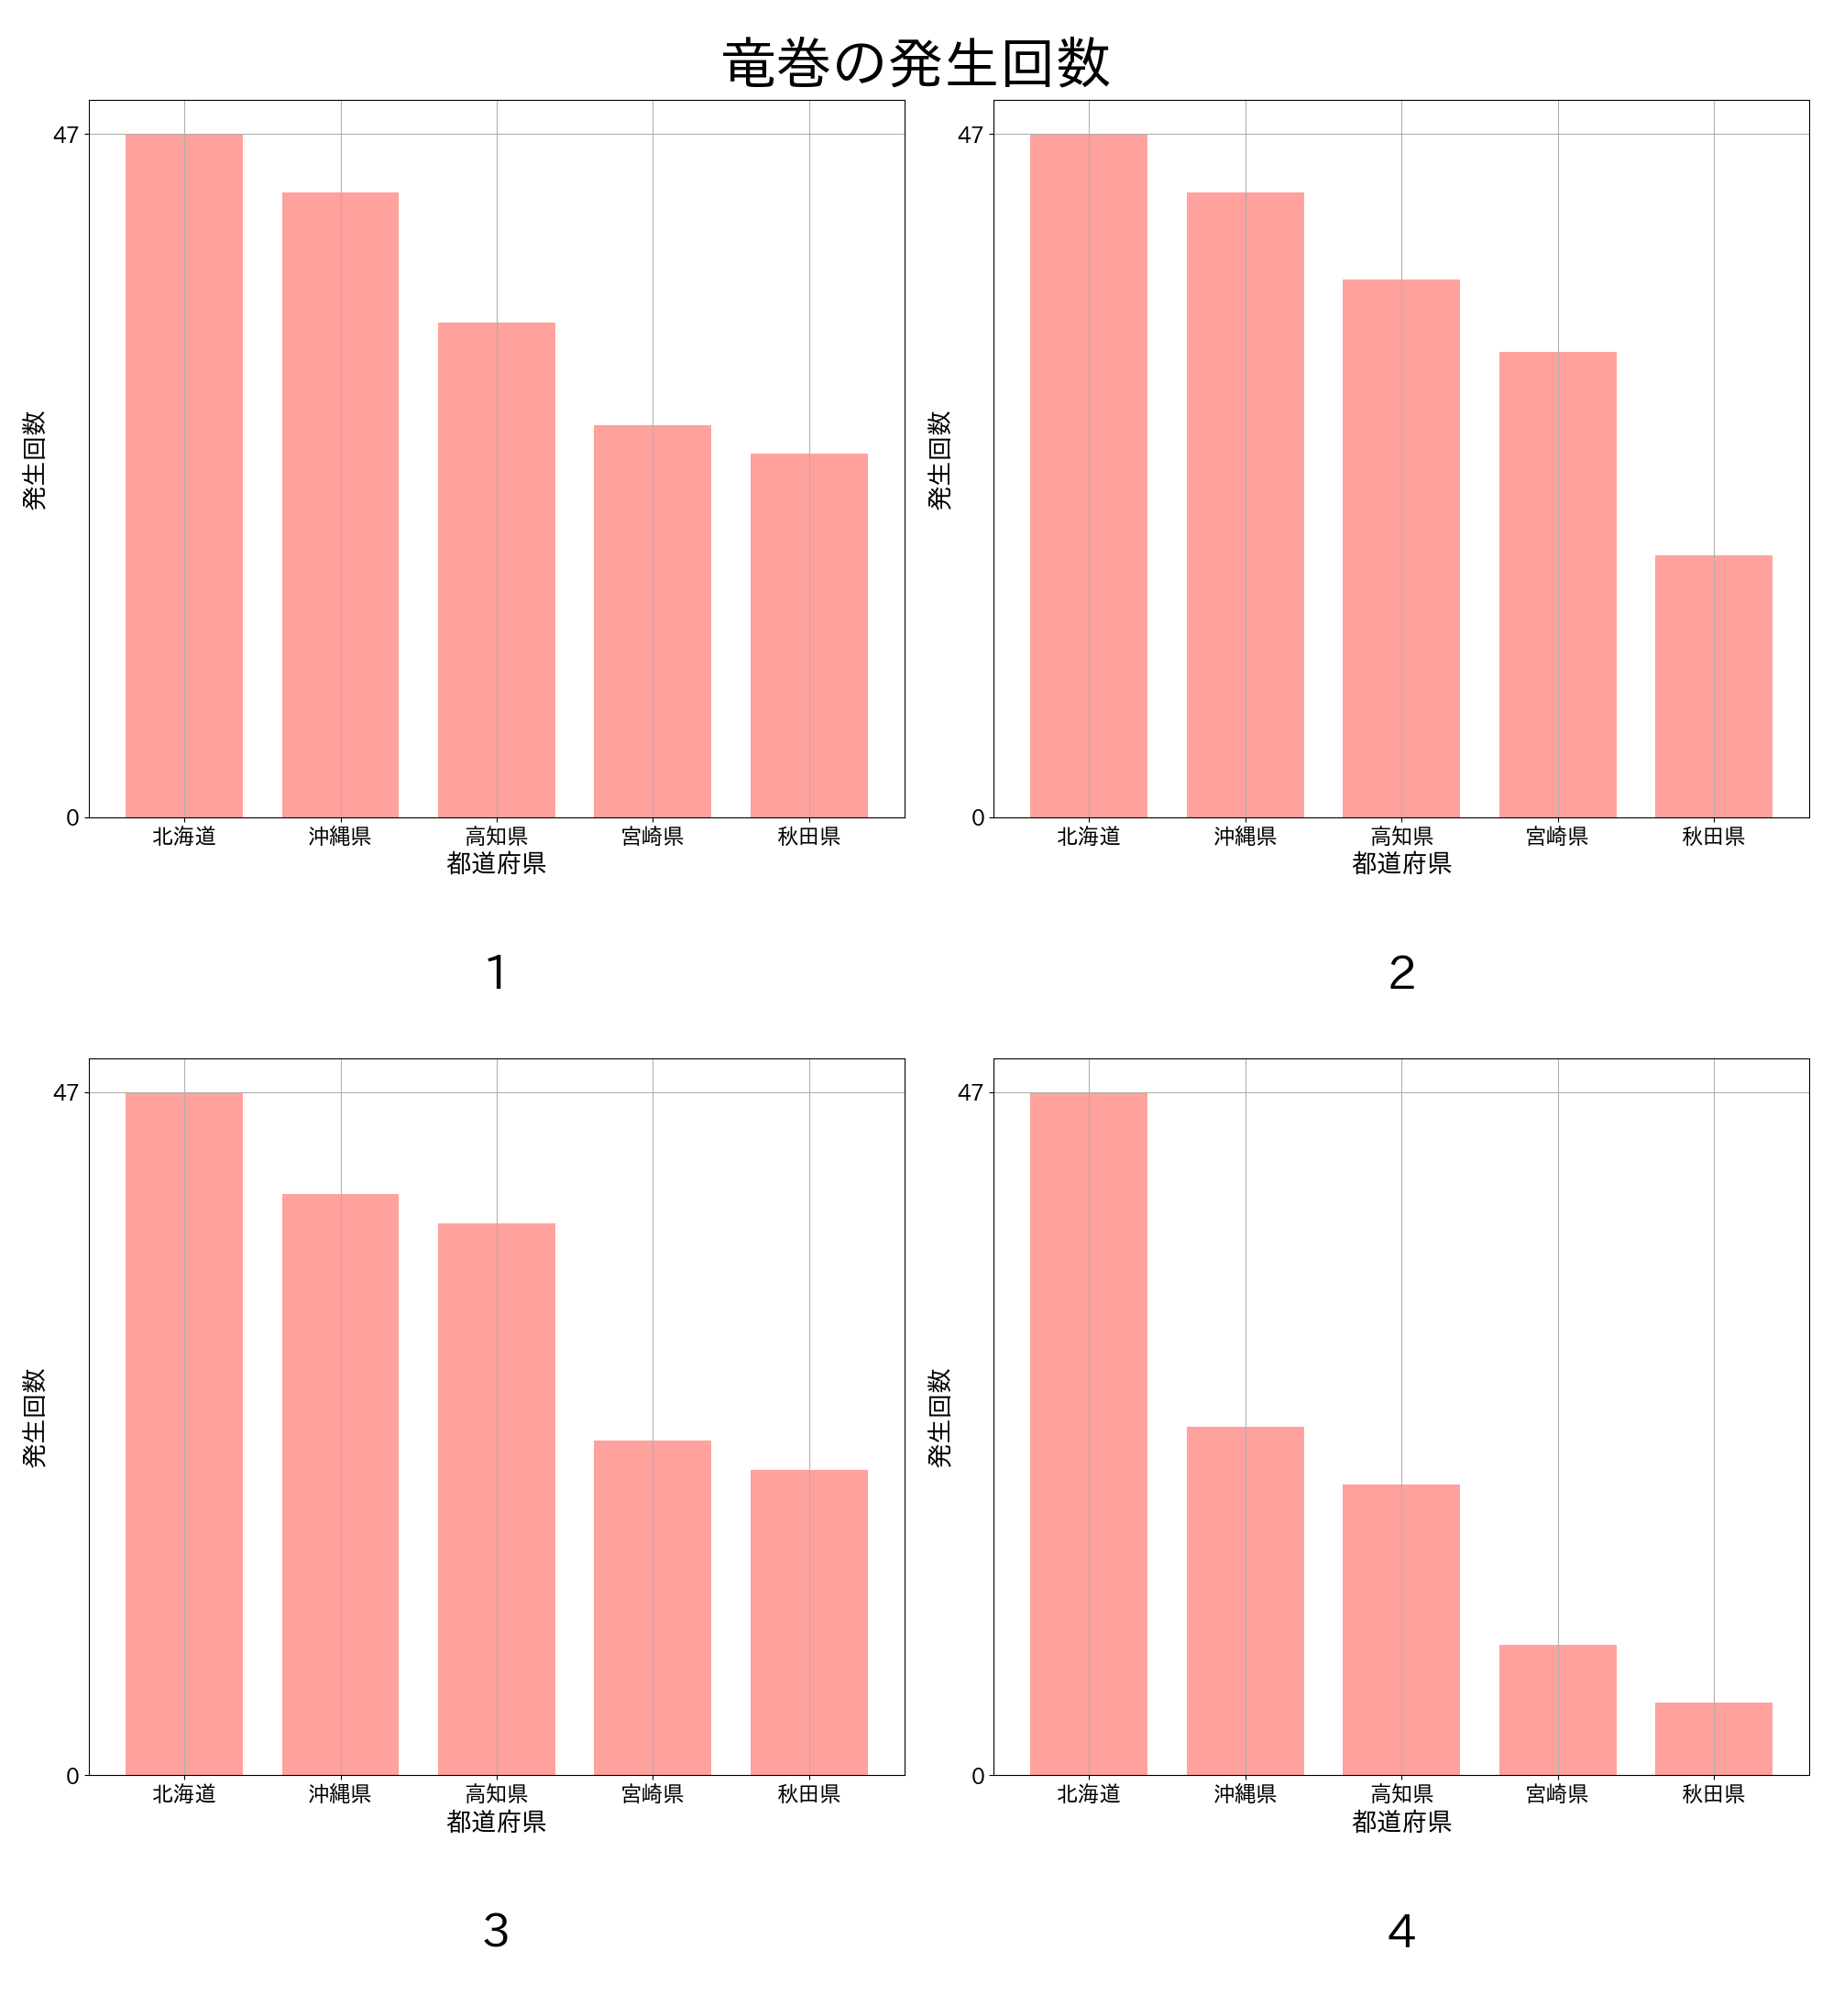 竜巻の発生回数
47
0
発生回数
北海道 沖縄県 高知県 宮崎県 秋田県
都道府県
1
47
0
発生回数
北海道 沖縄県 高知県 宮崎県 秋田県
都道府県
2
47
0
発生回数
北海道 沖縄県 高知県 宮崎県 秋田県
都道府県
3
47
0
発生回数
北海道 沖縄県 高知県 宮崎県 秋田県
都道府県
4